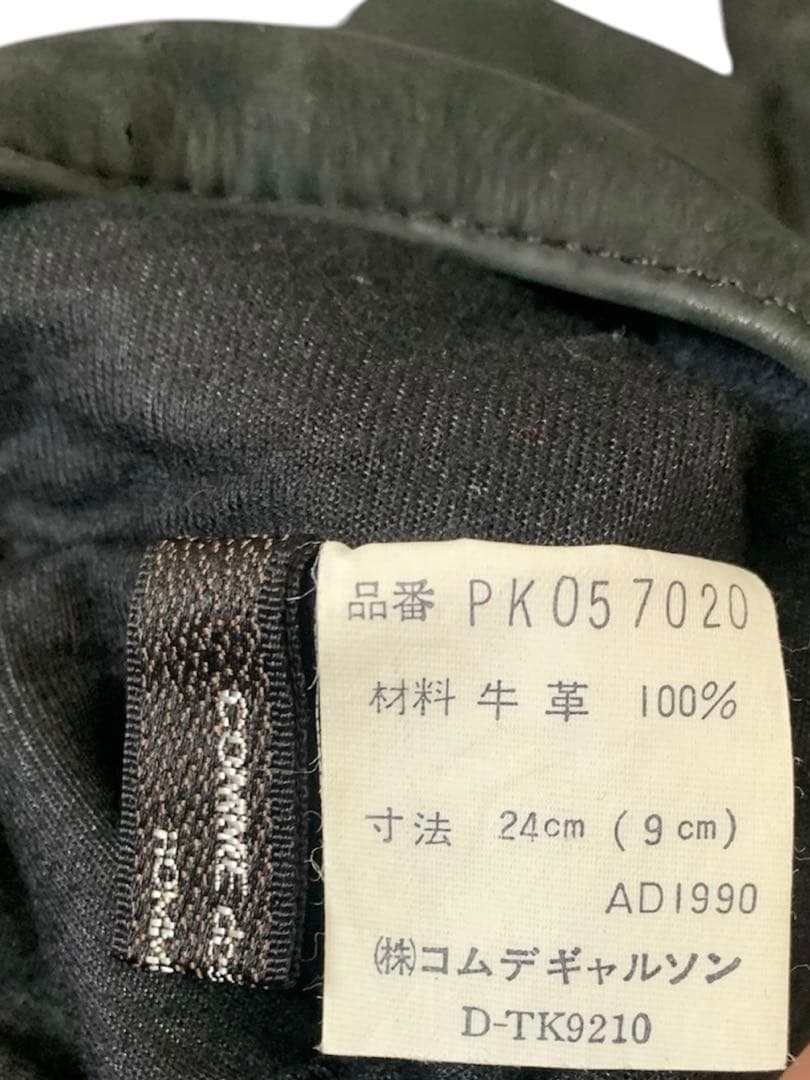 品番 PK057020
材料 牛革 100%
寸法 24cm (9cm)
AD1990
㈱コムデギャルソン
D-TK9210
COMME
HOMM